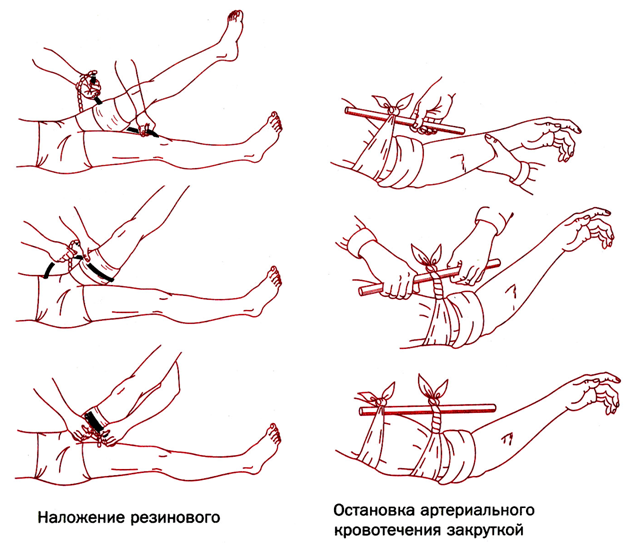 Наложение резинового
Остановка артериального
кровотечения закруткой